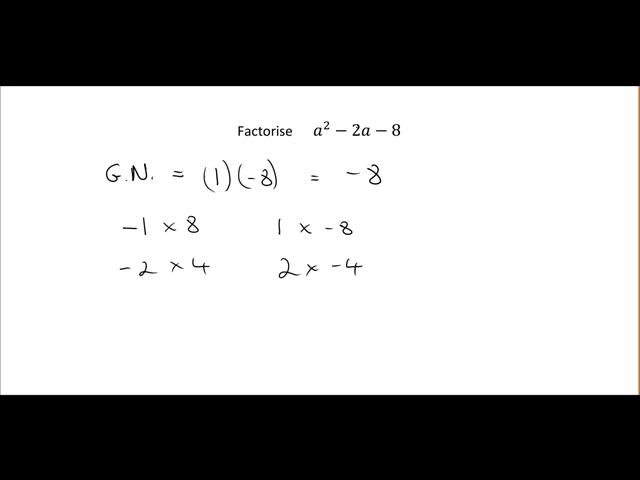 Factorise a² − 2a − 8
G.N. = (1)(-8) = -8
-1 × 8 1 × -8
-2 × 4 2 × -4